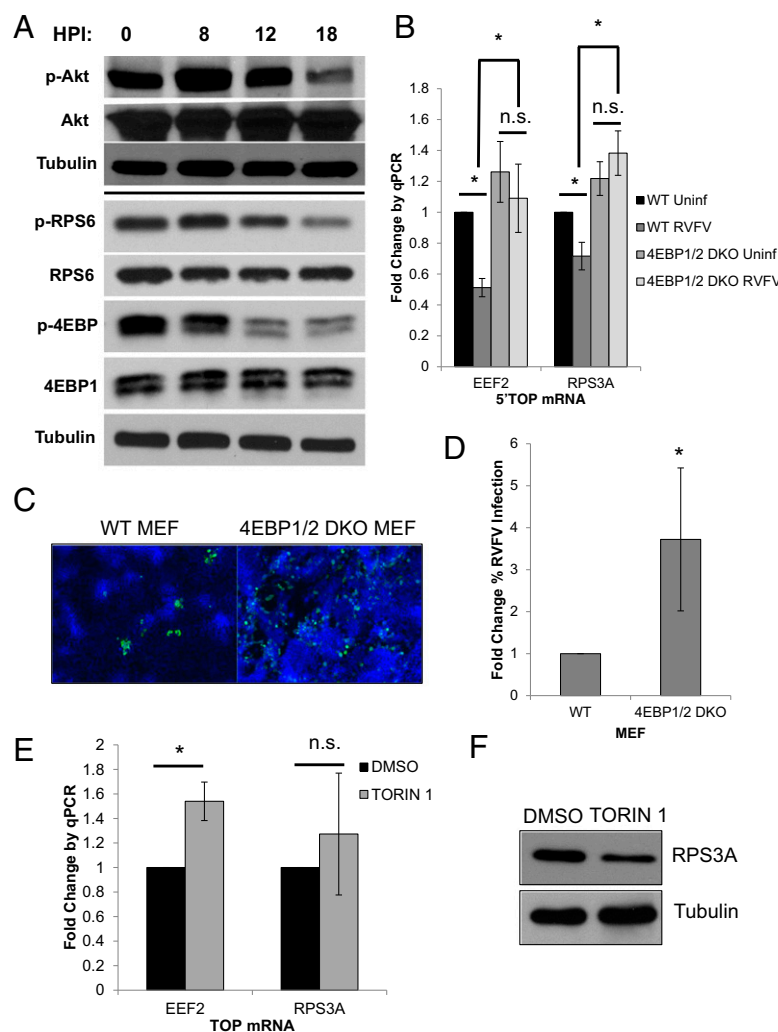 A
HPI: 0 8 12 18
p-Akt
Akt
Tubulin
p-RPS6
RPS6
p-4EBP
4EBP1
Tubulin
B
*
*
n.s.
n.s.
*
*
1.8
1.6
1.4
1.2
1
0.8
0.6
0.4
0.2
0
Fold Change by qPCR
EEF2
RPS3A
5'TOP mRNA
WT Uninf
WT RVFV
4EBP1/2 DKO Uninf
4EBP1/2 DKO RVFV
C
WT MEF
4EBP1/2 DKO MEF
D
*
6
5
4
3
2
1
0
Fold Change % RVFV Infection
WT
4EBP1/2 DKO
MEF
E
*
n.s.
2
1.8
1.6
1.4
1.2
1
0.8
0.6
0.4
0.2
0
Fold Change by qPCR
EEF2
RPS3A
TOP mRNA
DMSO
TORIN 1
F
DMSO TORIN 1
RPS3A
Tubulin